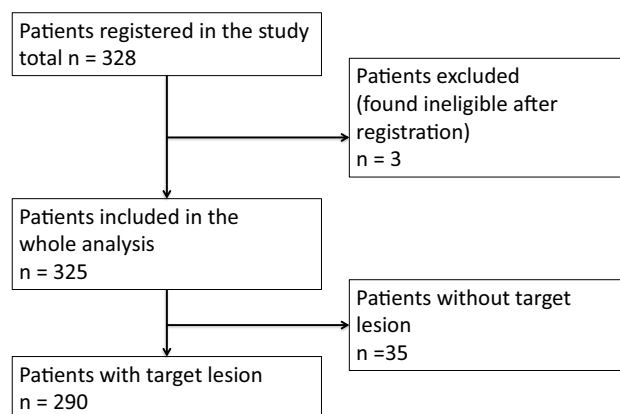 Patients registered in the study
total n = 328
Patients excluded
(found ineligible after
registration)
n = 3
Patients included in the
whole analysis
n = 325
Patients without target
lesion
n =35
Patients with target lesion
n = 290